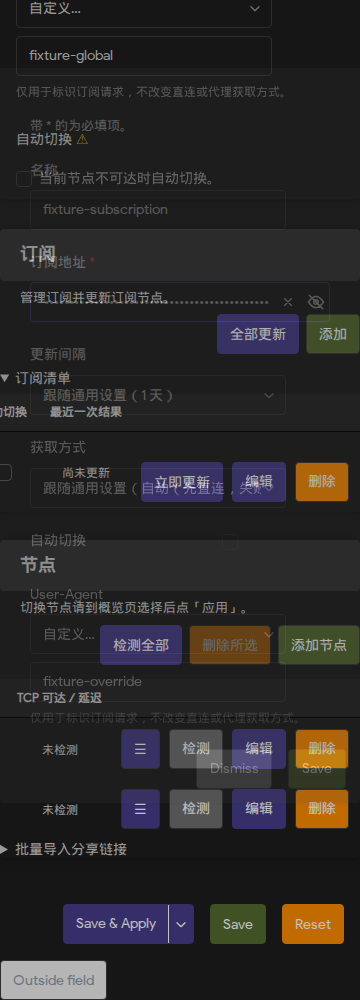 自定义...
fixture-global
仅用于标识订阅请求，不改变直连或代理获取方式。
带 * 的为必填项。
自动切换 ⚠
名称
当前节点不可达时自动切换。
fixture-subscription
订阅
订阅地址 *
管理订阅并更新订阅节点。
全部更新
添加
更新间隔
▼ 订阅清单
跟随通用设置（1天）
切换
最近一次结果
获取方式
尚未更新
立即更新
编辑
删除
跟随通用设置（自动（先直连，失败
自动切换
节点
User-Agent
切换节点请到概览页选择后点「应用」。
自定义...
检测全部
删除所选
添加节点
fixture-override
TCP 可达 / 延迟
仅用于标识订阅请求，不改变直连或代理获取方式。
未检测
☰
检测
编辑
删除
Dismiss
Save
未检测
☰
检测
编辑
删除
▶ 批量导入分享链接
Save & Apply
Save
Reset
Outside field